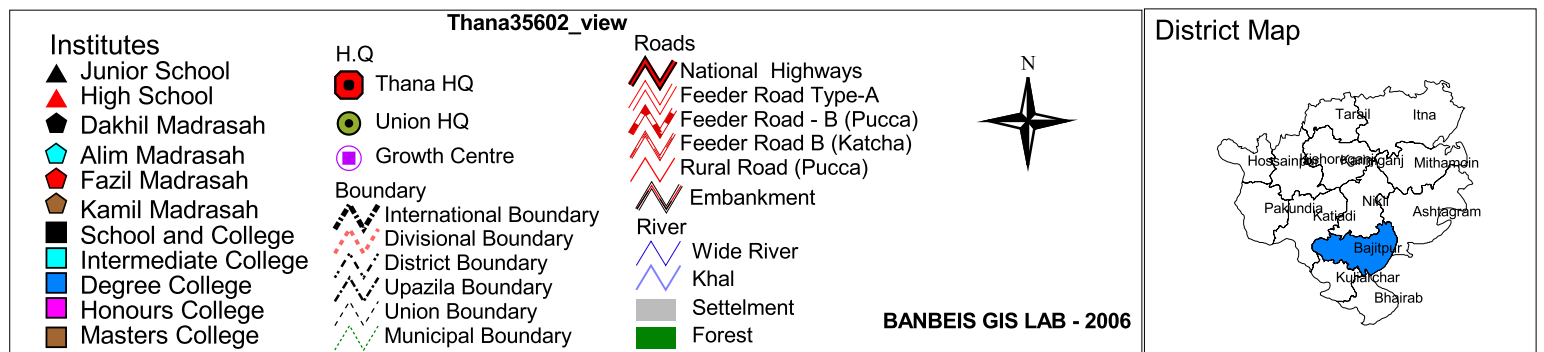 Thana35602_view
Institutes
Junior School
High School
Dakhil Madrasah
Alim Madrasah
Fazil Madrasah
Kamil Madrasah
School and College
Intermediate College
Degree College
Honours College
Masters College
H.Q
Thana HQ
Union HQ
Growth Centre
Boundary
International Boundary
Divisional Boundary
District Boundary
Upazila Boundary
Union Boundary
Municipal Boundary
Roads
National Highways
Feeder Road Type-A
Feeder Road - B (Pucca)
Feeder Road B (Katcha)
Rural Road (Pucca)
Embankment
River
Wide River
Khal
Settelment
Forest
N
BANBEIS GIS LAB - 2006
District Map
Tarail
Itna
Mithamoin
Pakundia
Katiadi
Nikli
Ashtagram
Bajitpur
Kuliarchar
Bhairab